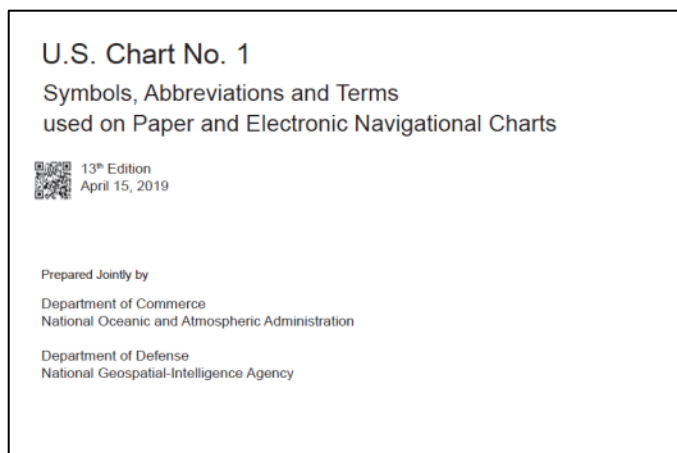 U.S. Chart No. 1
Symbols, Abbreviations and Terms
used on Paper and Electronic Navigational Charts
13th Edition
April 15, 2019
Prepared Jointly by
Department of Commerce
National Oceanic and Atmospheric Administration
Department of Defense
National Geospatial-Intelligence Agency